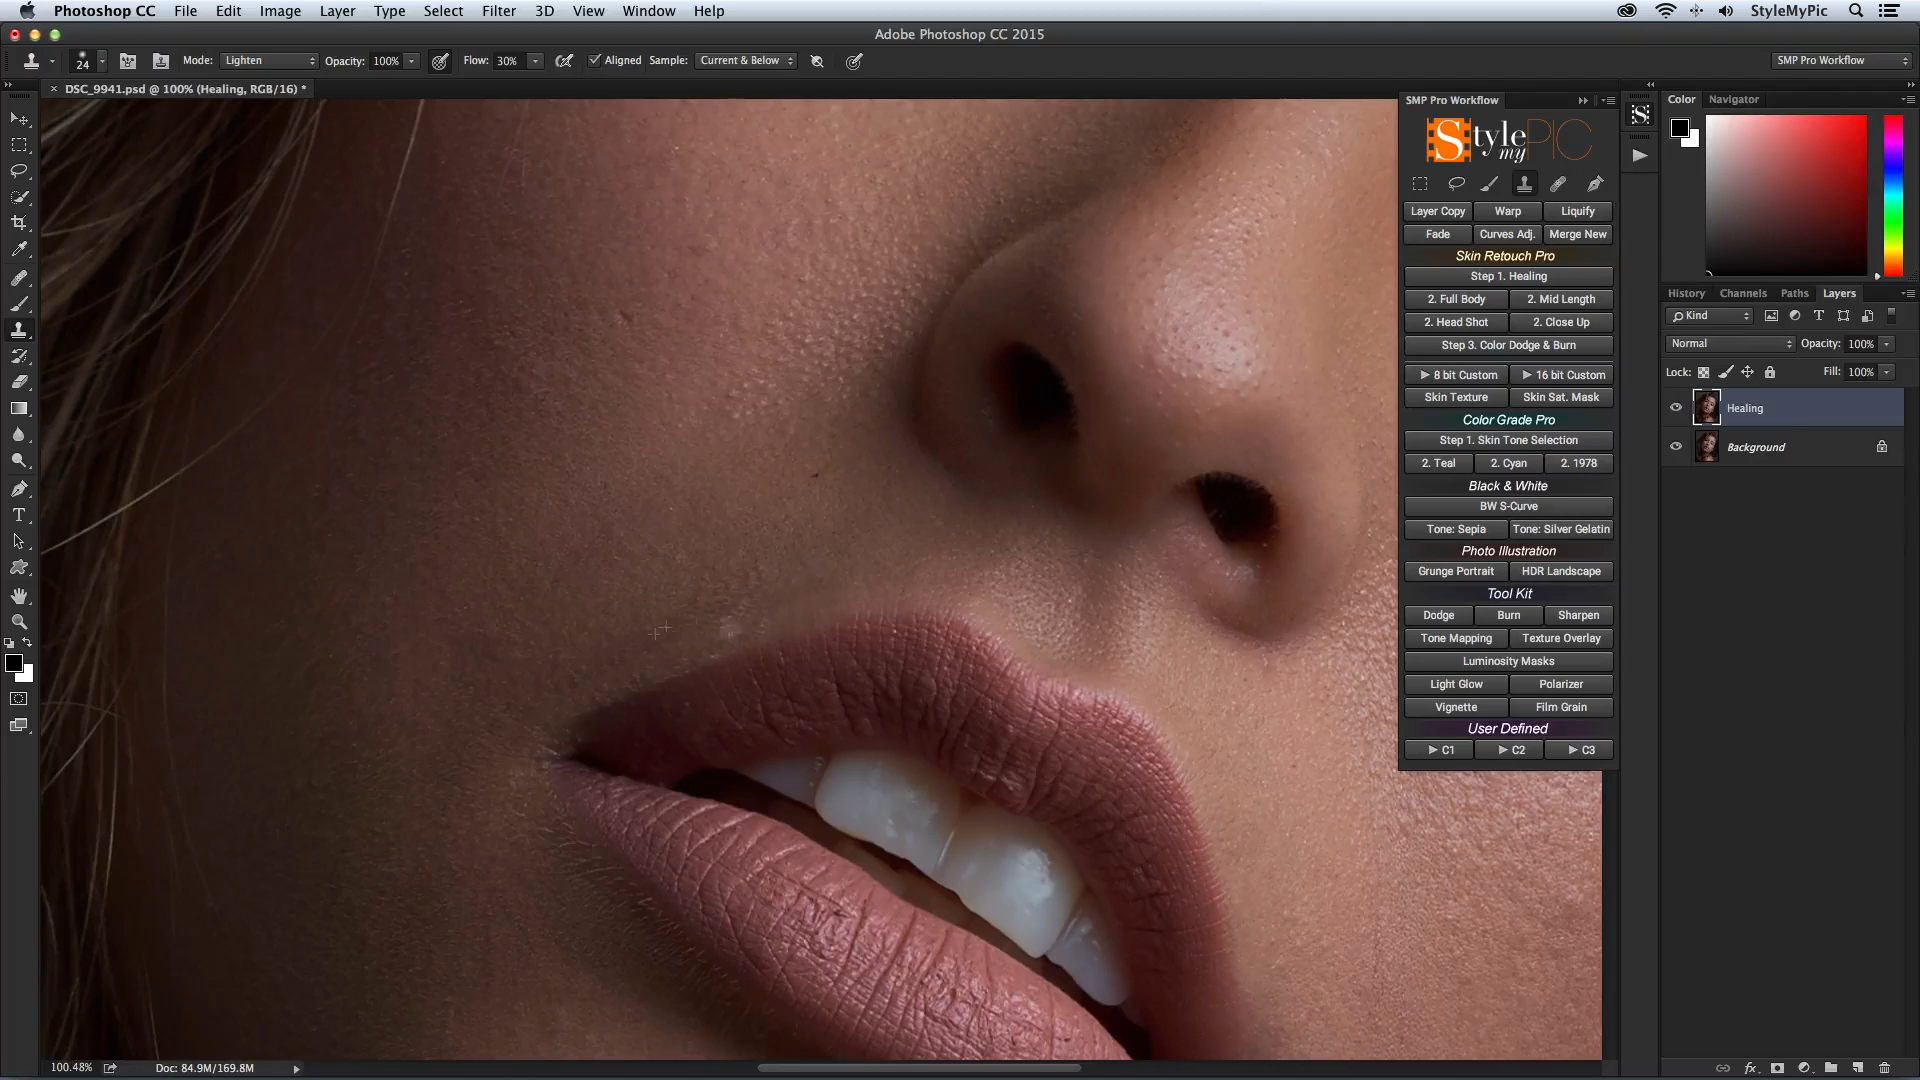 Photoshop CC File Edit Image Layer Type Select Filter 3D View Window Help StyleMyPic
Adobe Photoshop CC 2015
24 Mode: Lighten Opacity: 100% Flow: 30% Aligned Sample: Current & Below SMP Pro Workflow
× DSC_9941.psd @ 100% (Healing, RGB/16) *
SMP Pro Workflow
Style my PIC
Layer Copy Warp Liquify
Fade Curves Adj. Merge New
Skin Retouch Pro
Step 1. Healing
2. Full Body 2. Mid Length
2. Head Shot 2. Close Up
Step 3. Color Dodge & Burn
8 bit Custom 16 bit Custom
Skin Texture Skin Sat. Mask
Color Grade Pro
Step 1. Skin Tone Selection
2. Teal 2. Cyan 2. 1978
Black & White
BW S-Curve
Tone: Sepia Tone: Silver Gelatin
Photo Illustration
Grunge Portrait HDR Landscape
Tool Kit
Dodge Burn Sharpen
Tone Mapping Texture Overlay
Luminosity Masks
Light Glow Polarizer
Vignette Film Grain
User Defined
C1 C2 C3
Color Navigator
History Channels Paths Layers
Kind
Normal Opacity: 100%
Lock: Fill: 100%
Healing
Background
100.48% Doc: 84.9M/169.8M